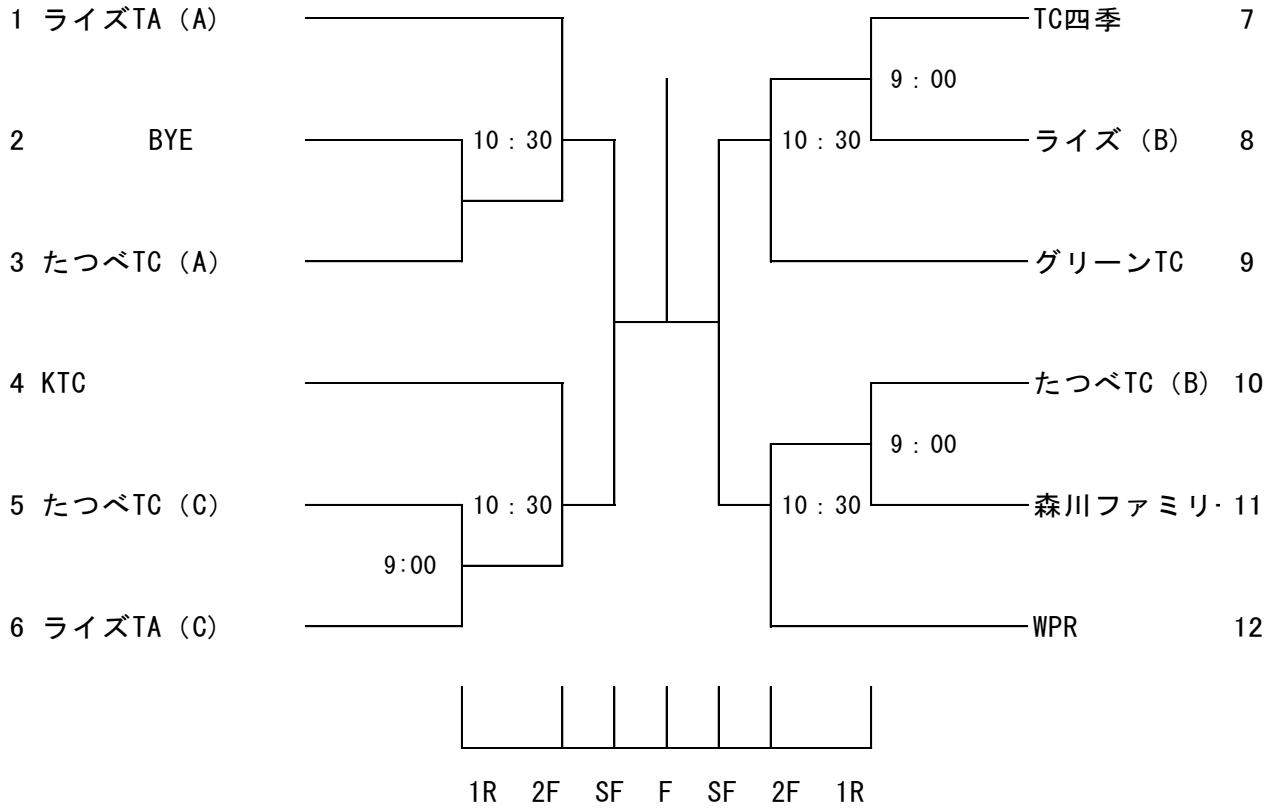 1 ライズTA（A） TC四季 7
9：00
2 BYE 10：30 10：30 ライズ（B） 8
3 たつべTC（A） グリーンTC 9
4 KTC たつべTC（B） 10
9：00
5 たつべTC（C） 10：30 10：30 森川ファミリ 11
9:00
6 ライズTA（C） WPR 12
1R 2F SF F SF 2F 1R